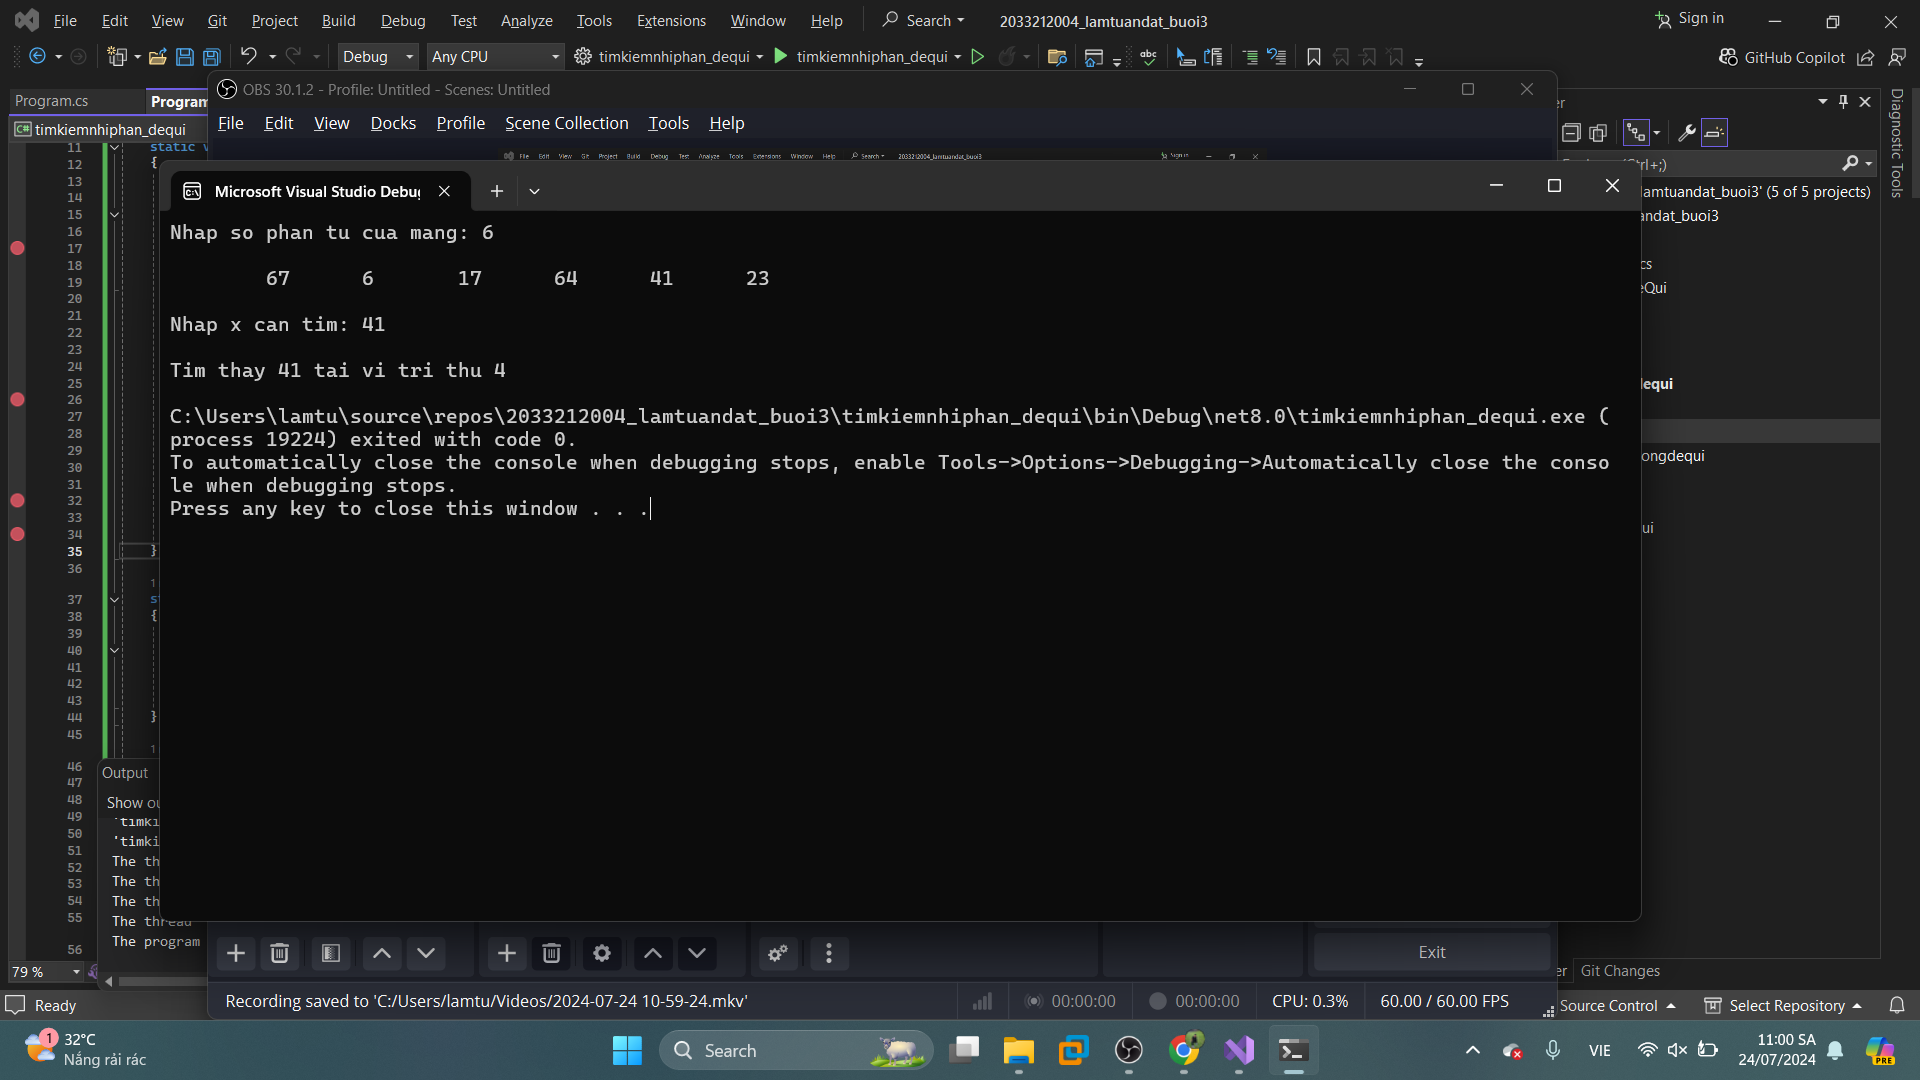 File Edit View Git Project Build Debug Test Analyze Tools Extensions Window Help Search 2033212004_lamtuandat_buoi3 Sign in
Debug Any CPU timkiemnhiphan_dequi timkiemnhiphan_dequi GitHub Copilot
Program.cs Program
OBS 30.1.2 - Profile: Untitled - Scenes: Untitled
timkiemnhiphan_dequi
File Edit View Docks Profile Scene Collection Tools Help
Diagnostic Tools
(Ctrl+;)
lamtuandat_buoi3' (5 of 5 projects)
andat_buoi3
cs
eQui
equi
ongdequi
ui
11 static v
12 {
13
14
15
16
17
18
19
20
21
22
23
24
25
26
27
28
29
30
31
32
33
34
35 }
36
37 s
38 {
39
40
41
42
43
44 }
45
46
47
48
49
50
51
52
53
54
55
56
Microsoft Visual Studio Debug
Nhap so phan tu cua mang: 6
67 6 17 64 41 23
Nhap x can tim: 41
Tim thay 41 tai vi tri thu 4
C:\Users\lamtu\source\repos\2033212004_lamtuandat_buoi3\timkiemnhiphan_dequi\bin\Debug\net8.0\timkiemnhiphan_dequi.exe (
process 19224) exited with code 0.
To automatically close the console when debugging stops, enable Tools->Options->Debugging->Automatically close the conso
le when debugging stops.
Press any key to close this window . . .
Output
Show ou
'timki
'timki
The th
The th
The th
The thread
The program
79 %
Exit
er Git Changes
Recording saved to 'C:/Users/lamtu/Videos/2024-07-24 10-59-24.mkv' 00:00:00 00:00:00 CPU: 0.3% 60.00 / 60.00 FPS
Ready Source Control Select Repository
1 32°C
Nắng rải rác
Search
VIE
11:00 SA
24/07/2024
PRE